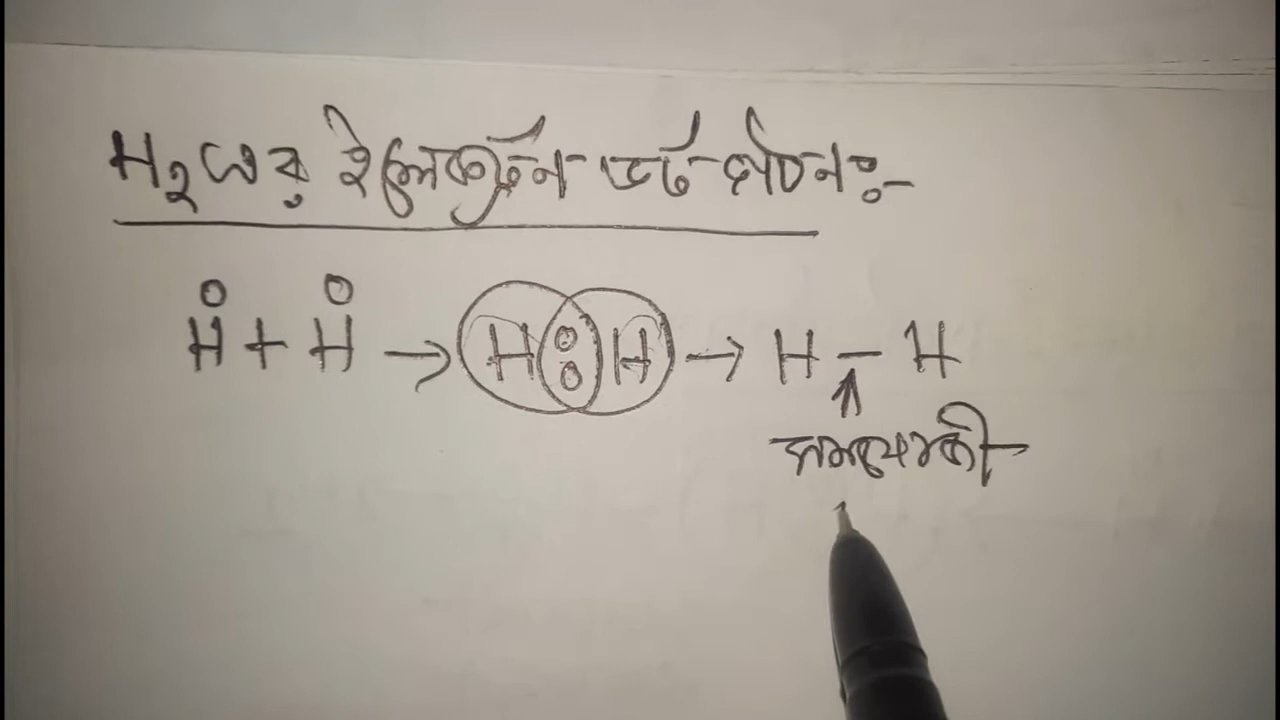 H₂ এর ইলেকট্রন ডট গঠন:-
H + H → H : H → H - H
সমযোজী